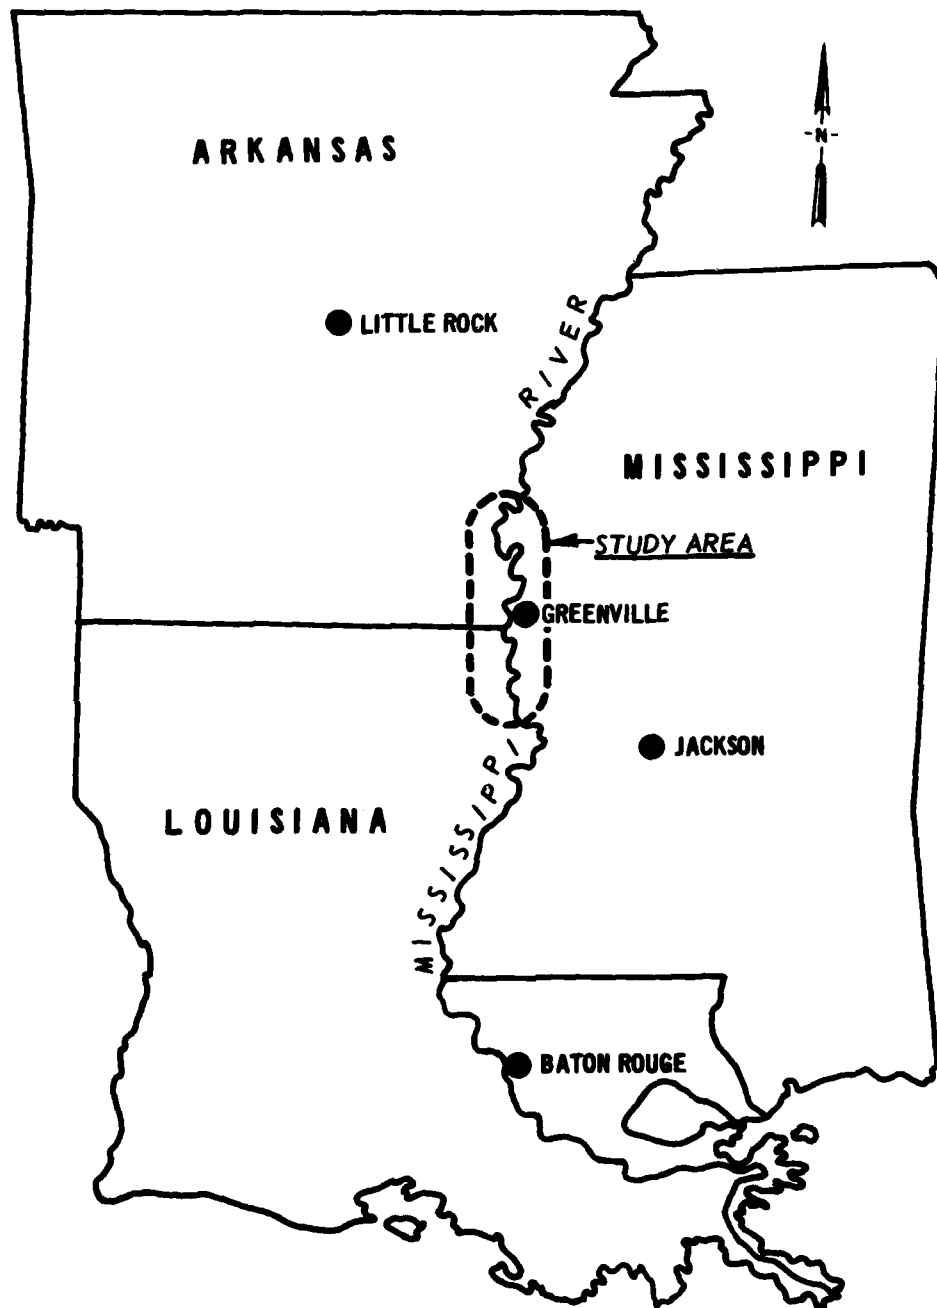 ARKANSAS
-N-
LITTLE ROCK
MISSISSIPPI RIVER
MISSISSIPPI
STUDY AREA
GREENVILLE
JACKSON
LOUISIANA
BATON ROUGE